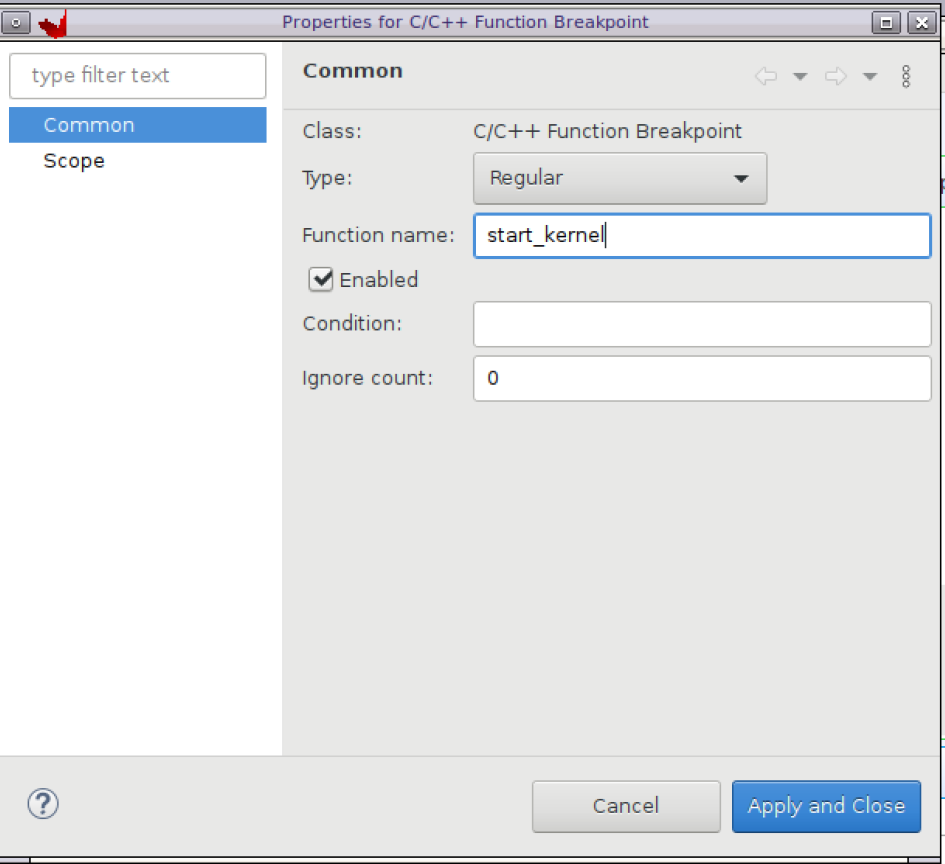 Properties for C/C++ Function Breakpoint
type filter text
Common
Scope
Common
Class: C/C++ Function Breakpoint
Type: Regular
Function name: start_kernel
Enabled
Condition:
Ignore count: 0
? Cancel Apply and Close